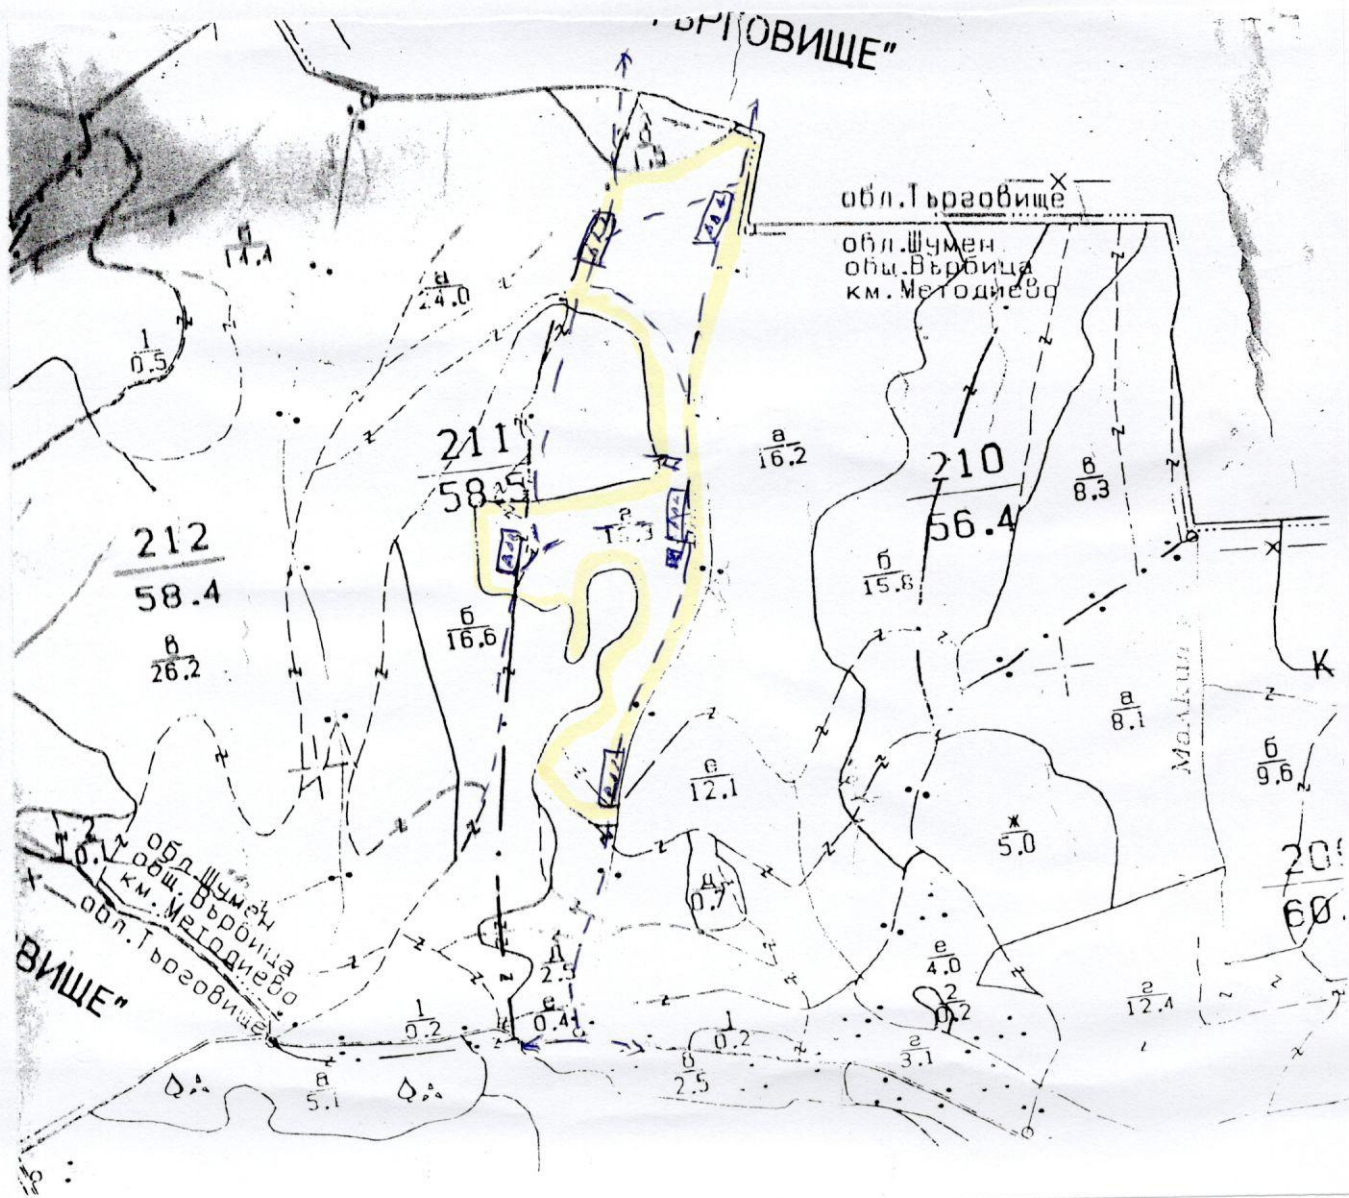 обл.Търговище
обл.Шумен
общ.Върбица
км.Методиево
а
24.0
1
0.5
211
58.5
а
16.2
210
56.4
в
8.3
212
58.4
б
15.8
б
16.6
в
26.2
К
а
8.1
Молкия
б
9.6
е
12.1
ж
5.0
обл.Шумен
общ.Върбица
км.Методиево
обл.Търговище
ВИЩЕ"
д
0.7
60.
д
2.5
е
4.0
е
0.4
1
0.2
1
0.2
2
0.2
г
12.4
г
3.1
в
2.5
а
5.1